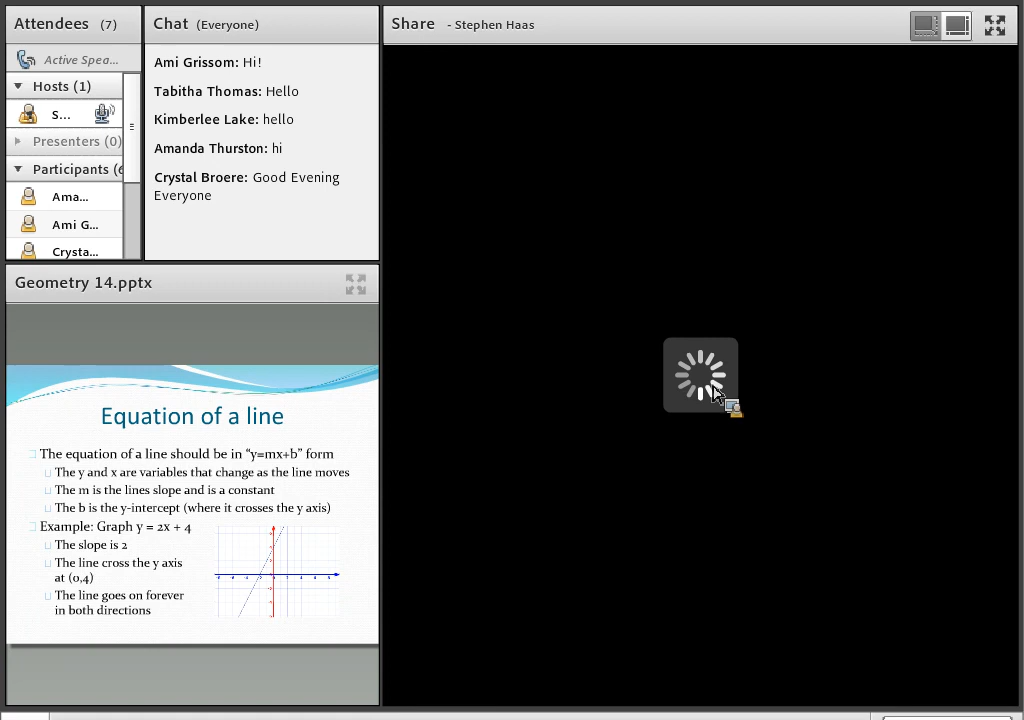 Attendees (7)
Active Spea...
Hosts (1)
S...
Presenters (0)
Participants (6
Ama...
Ami G...
Crysta...
Chat (Everyone)
Ami Grissom: Hi!
Tabitha Thomas: Hello
Kimberlee Lake: hello
Amanda Thurston: hi
Crystal Broere: Good Evening
Everyone
Share - Stephen Haas
Geometry 14.pptx
Equation of a line
The equation of a line should be in “y=mx+b” form
The y and x are variables that change as the line moves
The m is the lines slope and is a constant
The b is the y-intercept (where it crosses the y axis)
Example: Graph y = 2x + 4
The slope is 2
The line cross the y axis
at (0,4)
The line goes on forever
in both directions